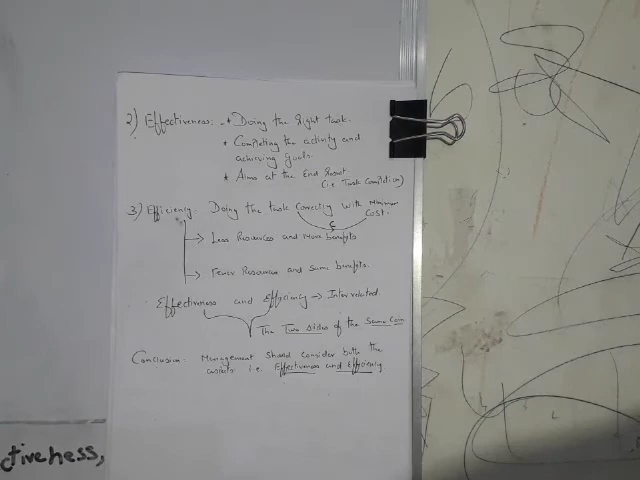 2) Effectiveness: * Doing the right task.
* Completing the activity and
achieving goals.
* Aims at the End Result
(i.e Task Completion)
3) Efficiency: Doing the task Correctly with Minimum
Cost.
Less Resources and More benefits
Fewer Resources and same benefits.
Effectiveness and Efficiency → Interrelated
The Two sides of the Same Coin
Conclusion: Management should consider both the
i.e. Effectiveness and Efficiency.
ctiveness,